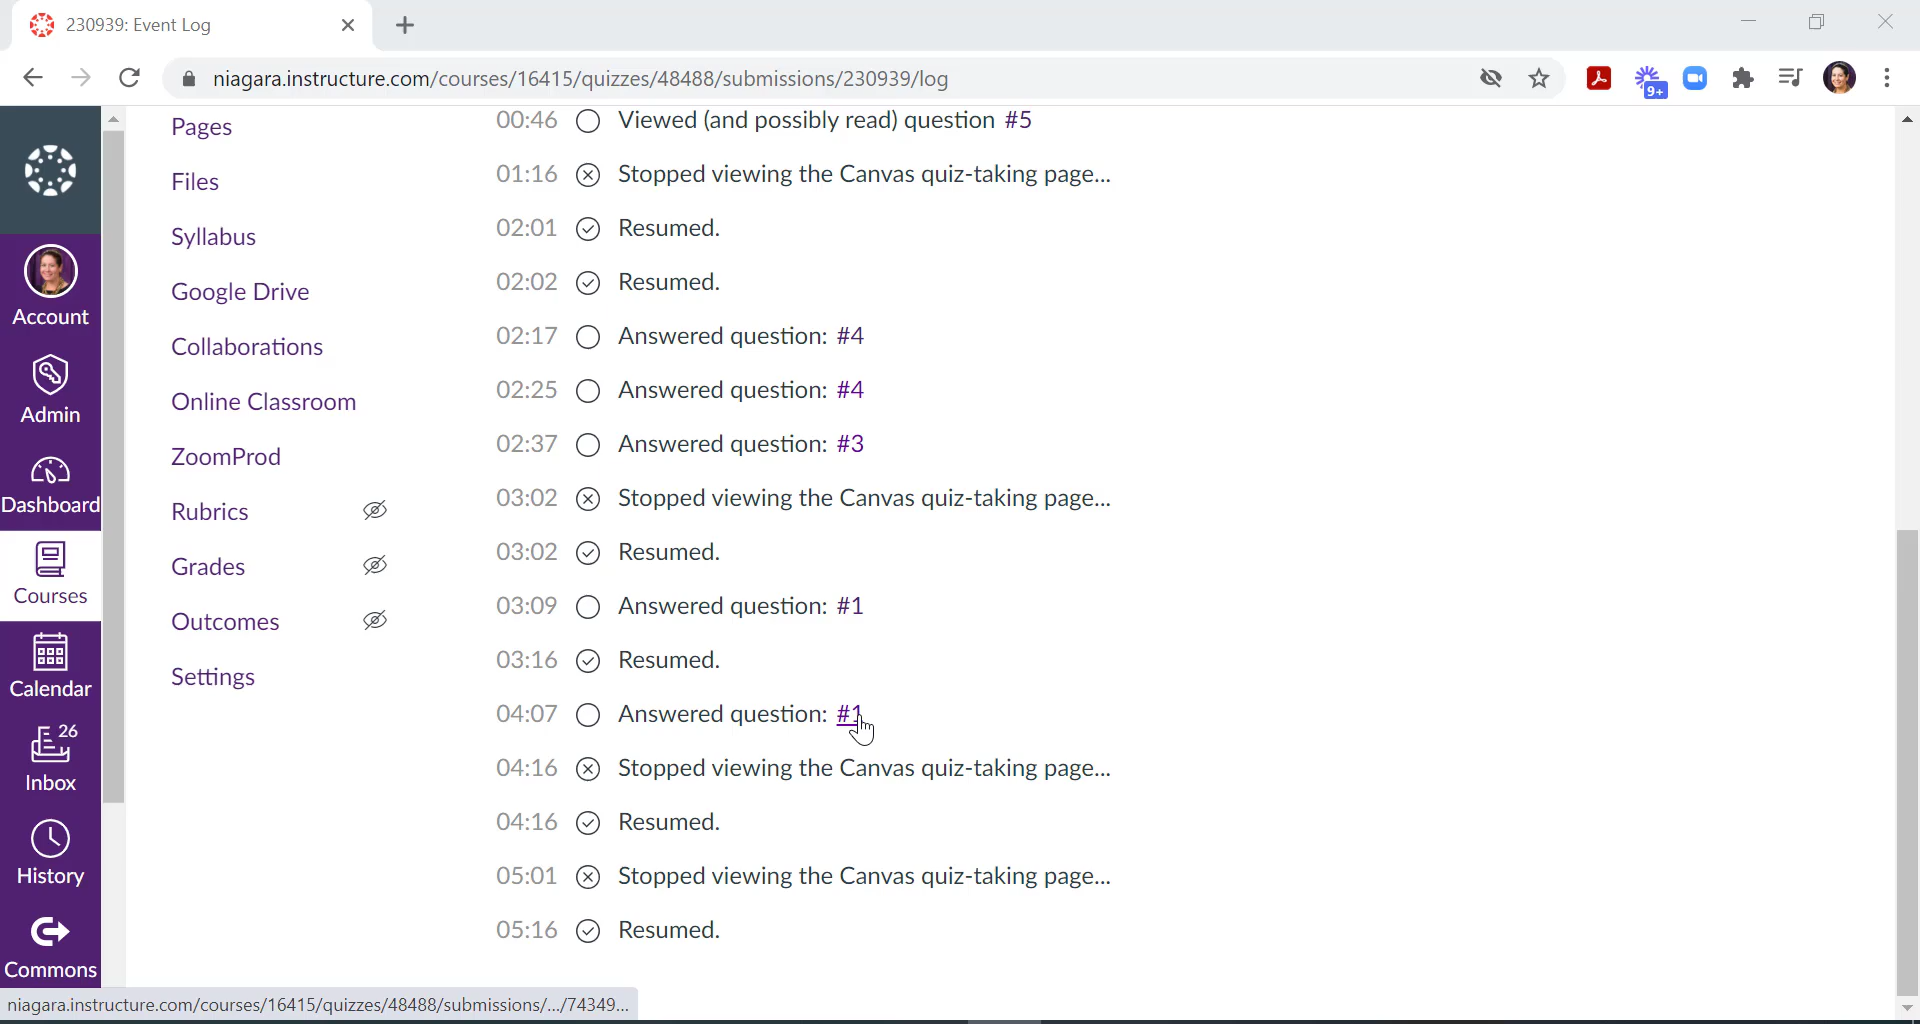 230939: Event Log
niagara.instructure.com/courses/16415/quizzes/48488/submissions/230939/log
9+
Account
Admin
Dashboard
Courses
Calendar
26
Inbox
History
Commons
Pages
Files
Syllabus
Google Drive
Collaborations
Online Classroom
ZoomProd
Rubrics
Grades
Outcomes
Settings
00:46 Viewed (and possibly read) question #5
01:16 Stopped viewing the Canvas quiz-taking page...
02:01 Resumed.
02:02 Resumed.
02:17 Answered question: #4
02:25 Answered question: #4
02:37 Answered question: #3
03:02 Stopped viewing the Canvas quiz-taking page...
03:02 Resumed.
03:09 Answered question: #1
03:16 Resumed.
04:07 Answered question: #1
04:16 Stopped viewing the Canvas quiz-taking page...
04:16 Resumed.
05:01 Stopped viewing the Canvas quiz-taking page...
05:16 Resumed.
niagara.instructure.com/courses/16415/quizzes/48488/submissions/.../74349...